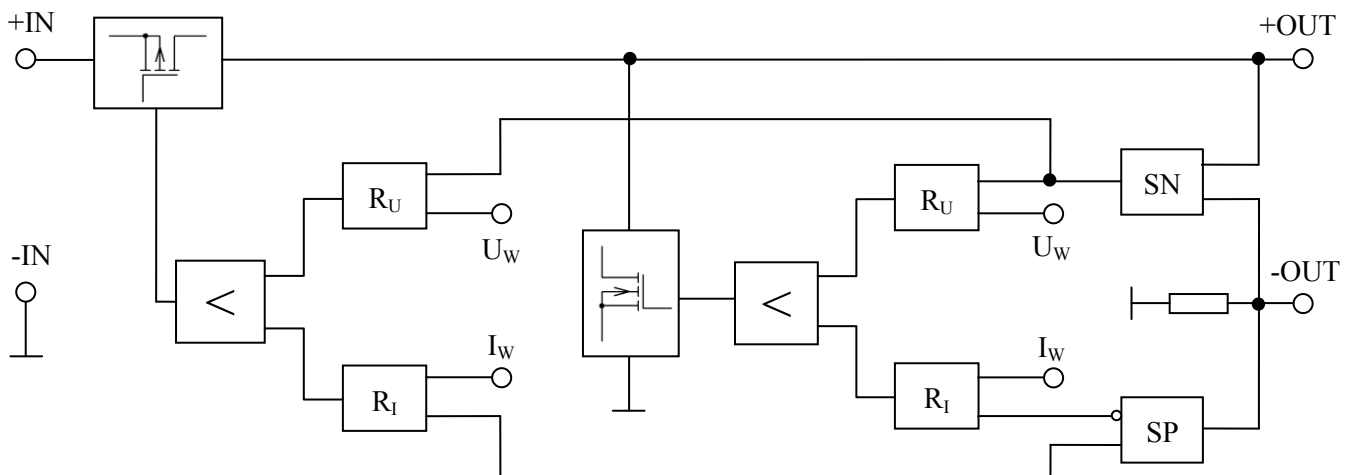 +IN
+OUT
R_U
U_W
R_U
U_W
SN
-IN
-OUT
<
<
I_W
R_I
I_W
R_I
SP